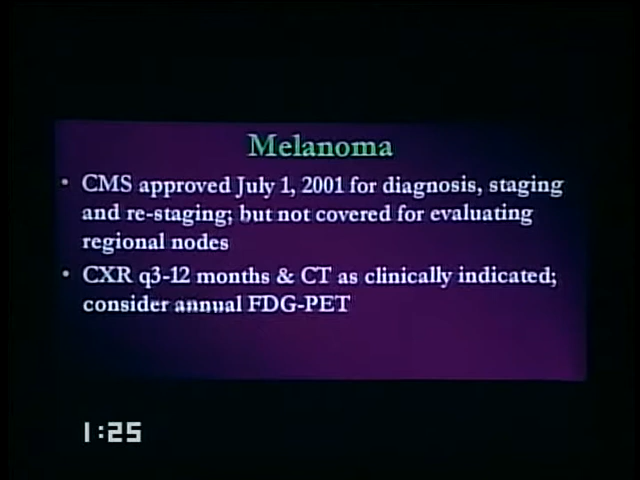 Melanoma
• CMS approved July 1, 2001 for diagnosis, staging
and re-staging; but not covered for evaluating
regional nodes
• CXR q3-12 months & CT as clinically indicated;
consider annual FDG-PET
1:25